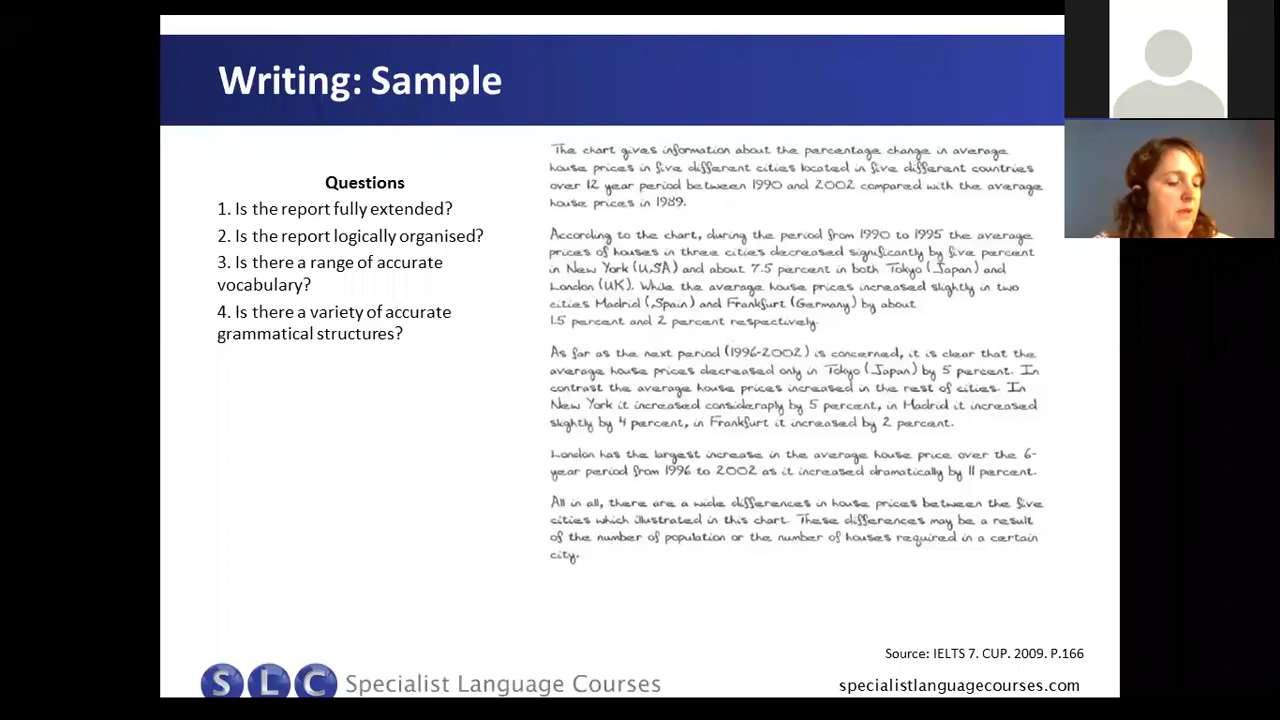 Writing: Sample
Questions
1. Is the report fully extended?
2. Is the report logically organised?
3. Is there a range of accurate
vocabulary?
4. Is there a variety of accurate
grammatical structures?
The chart gives information about the percentage change in average
house prices in five different cities located in five different countries
over 12 year period between 1990 and 2002 compared with the average
house prices in 1989.
According to the chart, during the period from 1990 to 1995 the average
prices of houses in three cities decreased significantly by five percent
in New York (USA) and about 7.5 percent in both Tokyo (Japan) and
London (UK). While the average house prices increased slightly in two
cities Madrid (Spain) and Frankfurt (Germany) by about
1.5 percent and 2 percent respectively.
As far as the next period (1996-2002) is concerned, it is clear that the
average house prices decreased only in Tokyo (Japan) by 5 percent. In
contrast the average house prices increased in the rest of cities. In
New York it increased consideraply by 5 percent, in Madrid it increased
slightly by 4 percent, in Frankfurt it increased by 2 percent.
London has the largest increase in the average house price over the 6-
year period from 1996 to 2002 as it increased dramatically by 11 percent.
All in all, there are a wide differences in house prices between the five
cities which illustrated in this chart. These differences may be a result
of the number of population or the number of houses required in a certain
city.
Source: IELTS 7. CUP. 2009. P.166
SLC Specialist Language Courses
specialistlanguagecourses.com